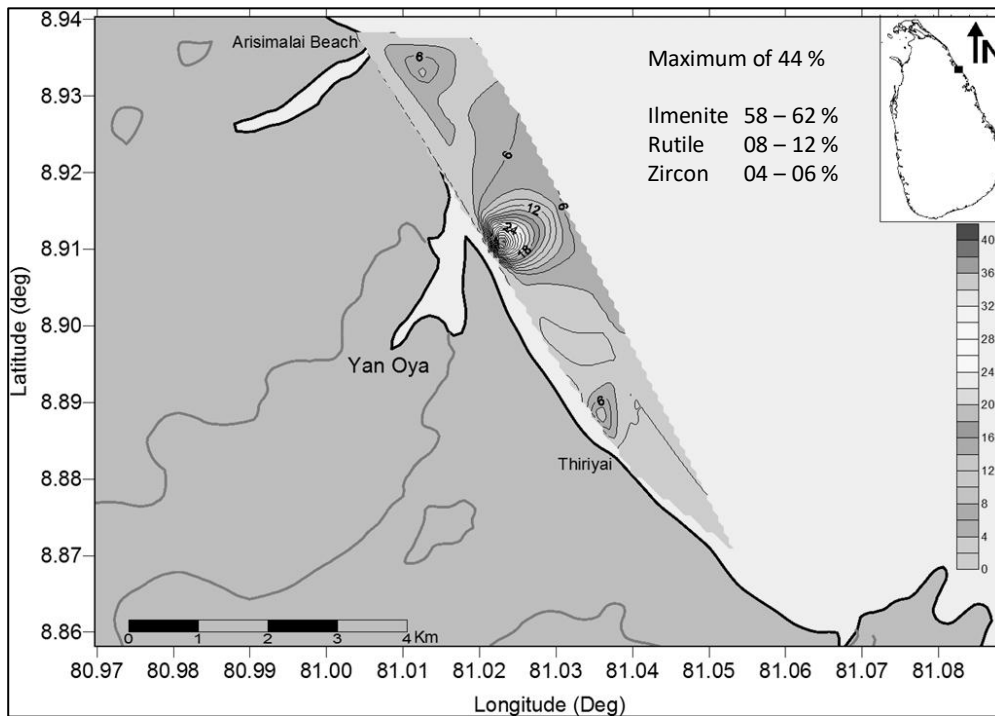 8.94
8.93
8.92
8.91
8.90
8.89
8.88
8.87
8.86
Latitude (deg)
Arisimalai Beach
Maximum of 44 %
Ilmenite 58 – 62 %
Rutile 08 – 12 %
Zircon 04 – 06 %
N
6
6
6
12
24
18
Yan Oya
6
Thiriyai
40
36
32
28
24
20
16
12
8
4
0
0 1 2 3 4 Km
80.97 80.98 80.99 81.00 81.01 81.02 81.03 81.04 81.05 81.06 81.07 81.08
Longitude (Deg)